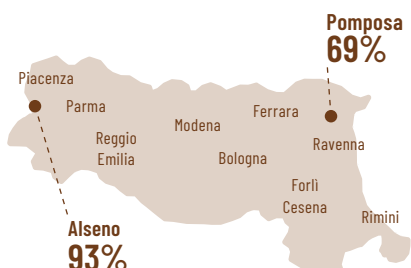 Pomposa
69%
Piacenza
Parma
Ferrara
Modena
Reggio
Emilia
Ravenna
Bologna
Forlì
Cesena
Rimini
Alseno
93%